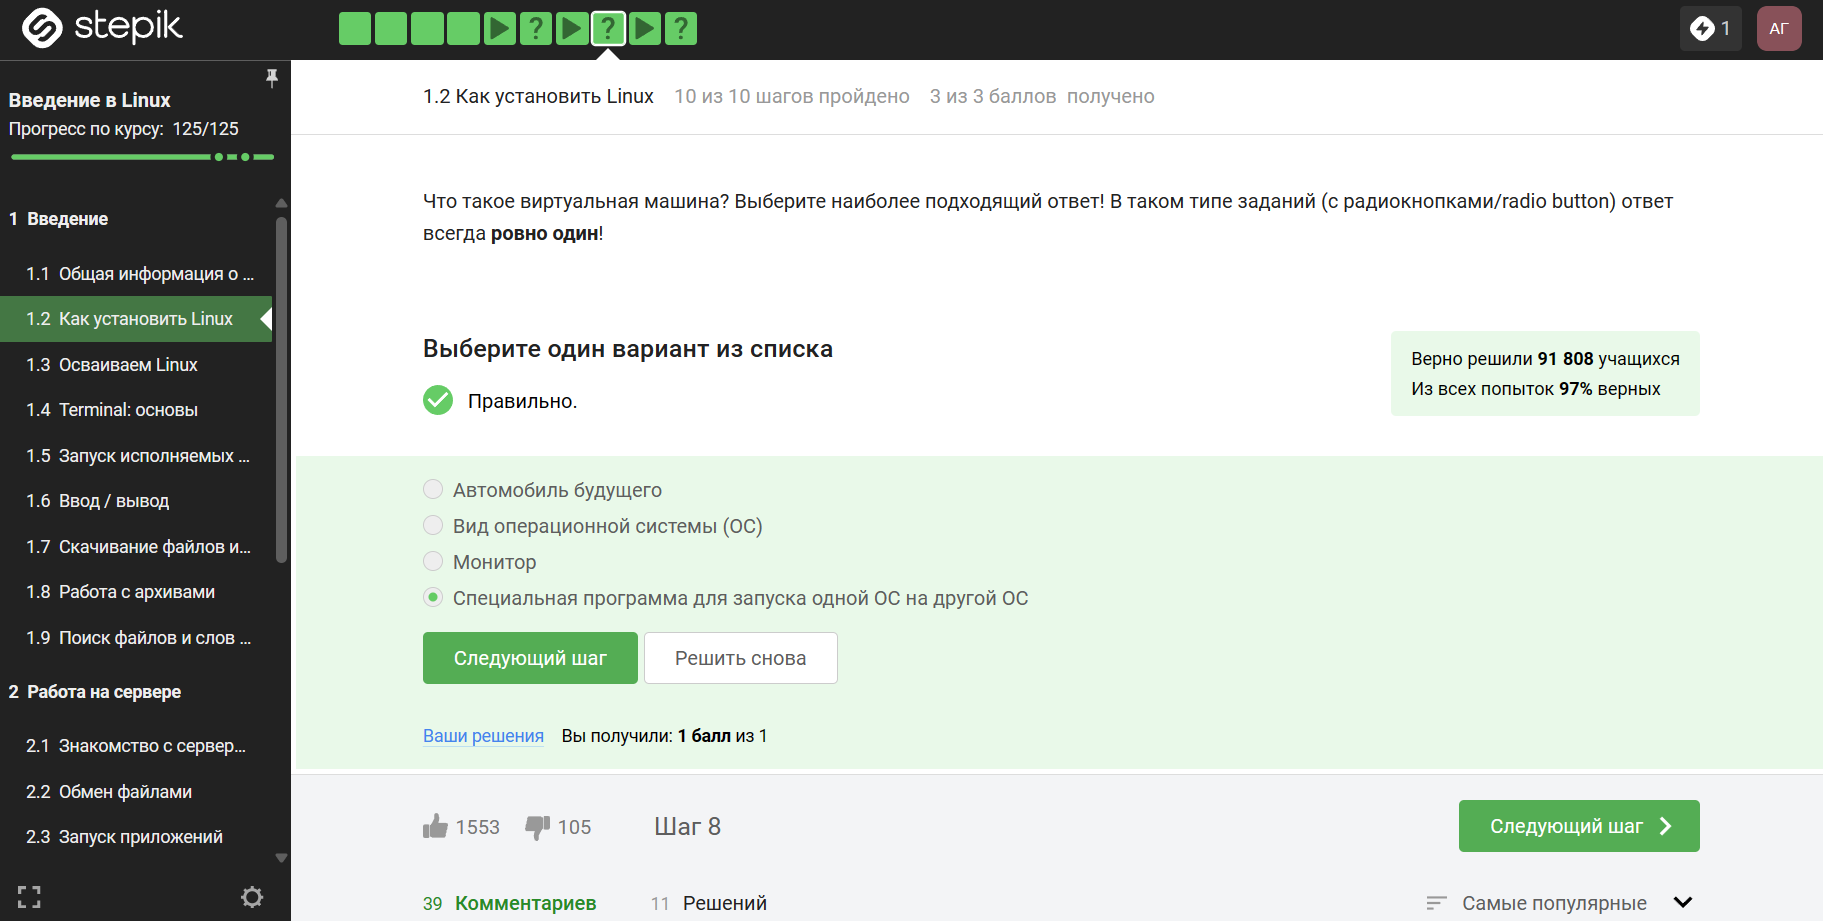 stepik
? ? ?
1
АГ
Введение в Linux
Прогресс по курсу: 125/125
1 Введение
1.1 Общая информация о ...
1.2 Как установить Linux
1.3 Осваиваем Linux
1.4 Terminal: основы
1.5 Запуск исполняемых ...
1.6 Ввод / вывод
1.7 Скачивание файлов и...
1.8 Работа с архивами
1.9 Поиск файлов и слов ...
2 Работа на сервере
2.1 Знакомство с сервер...
2.2 Обмен файлами
2.3 Запуск приложений
1.2 Как установить Linux 10 из 10 шагов пройдено 3 из 3 баллов получено
Что такое виртуальная машина? Выберите наиболее подходящий ответ! В таком типе заданий (с радиокнопками/radio button) ответ
всегда ровно один!
Выберите один вариант из списка
Правильно.
Верно решили 91 808 учащихся
Из всех попыток 97% верных
Автомобиль будущего
Вид операционной системы (ОС)
Монитор
Специальная программа для запуска одной ОС на другой ОС
Следующий шаг Решить снова
Ваши решения Вы получили: 1 балл из 1
1553 105 Шаг 8 Следующий шаг
39 Комментариев 11 Решений Самые популярные